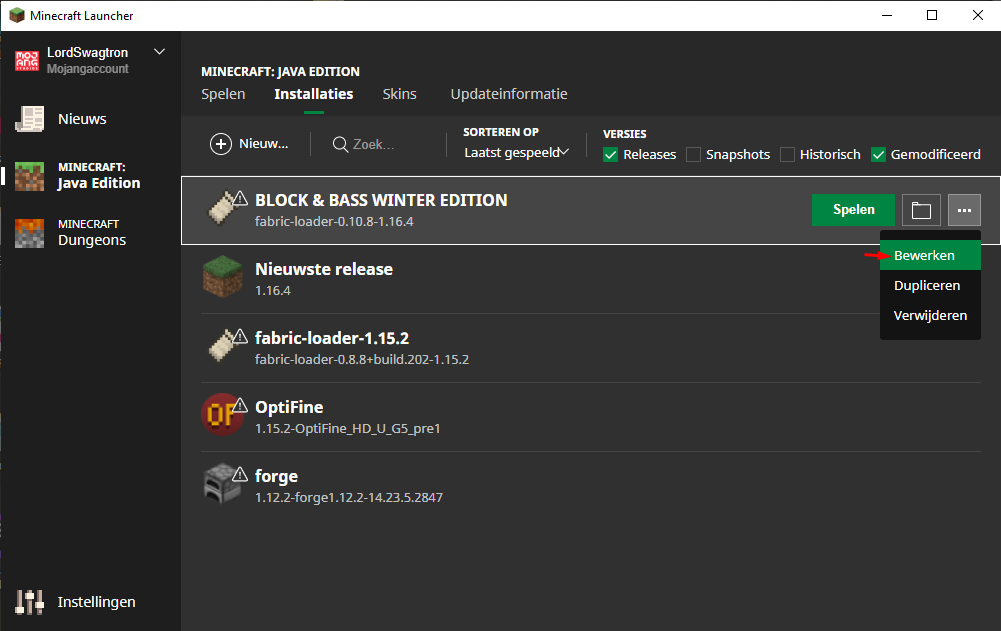 Minecraft Launcher
MOJANG STUDIOS
LordSwagtron
Mojangaccount
Nieuws
MINECRAFT:
Java Edition
MINECRAFT
Dungeons
Instellingen
MINECRAFT: JAVA EDITION
Spelen Installaties Skins Updateinformatie
Nieuw... Zoek...
SORTEREN OP
Laatst gespeeld
VERSIES
Releases Snapshots Historisch Gemodificeerd
BLOCK & BASS WINTER EDITION
fabric-loader-0.10.8-1.16.4
Spelen
Bewerken
Dupliceren
Verwijderen
Nieuwste release
1.16.4
fabric-loader-1.15.2
fabric-loader-0.8.8+build.202-1.15.2
OF
OptiFine
1.15.2-OptiFine_HD_U_G5_pre1
forge
1.12.2-forge1.12.2-14.23.5.2847